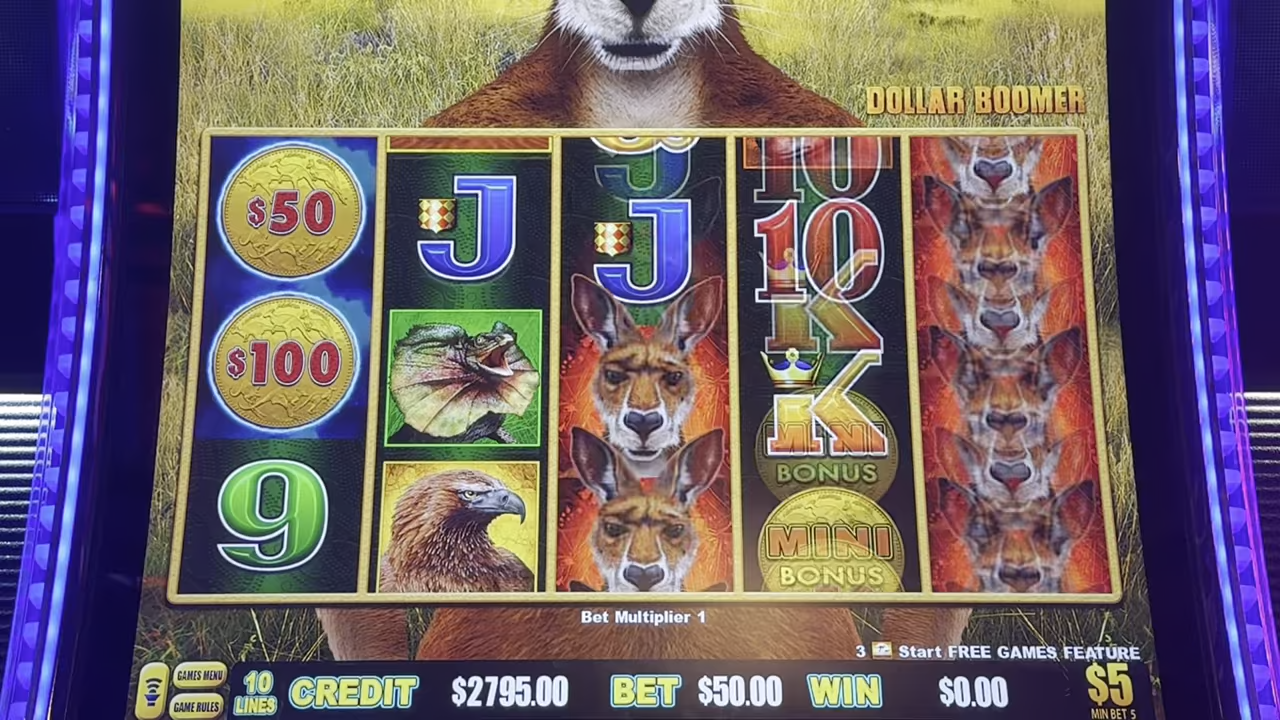 DOLLAR BOOMER
$50
J
J
10
10
K
$100
K
MINI
BONUS
9
MINI
BONUS
Bet Multiplier 1
3 Start FREE GAMES FEATURE
GAMES MENU
GAME RULES
10
LINES
CREDIT $2795.00 BET $50.00 WIN $0.00
$5
MIN BET 5